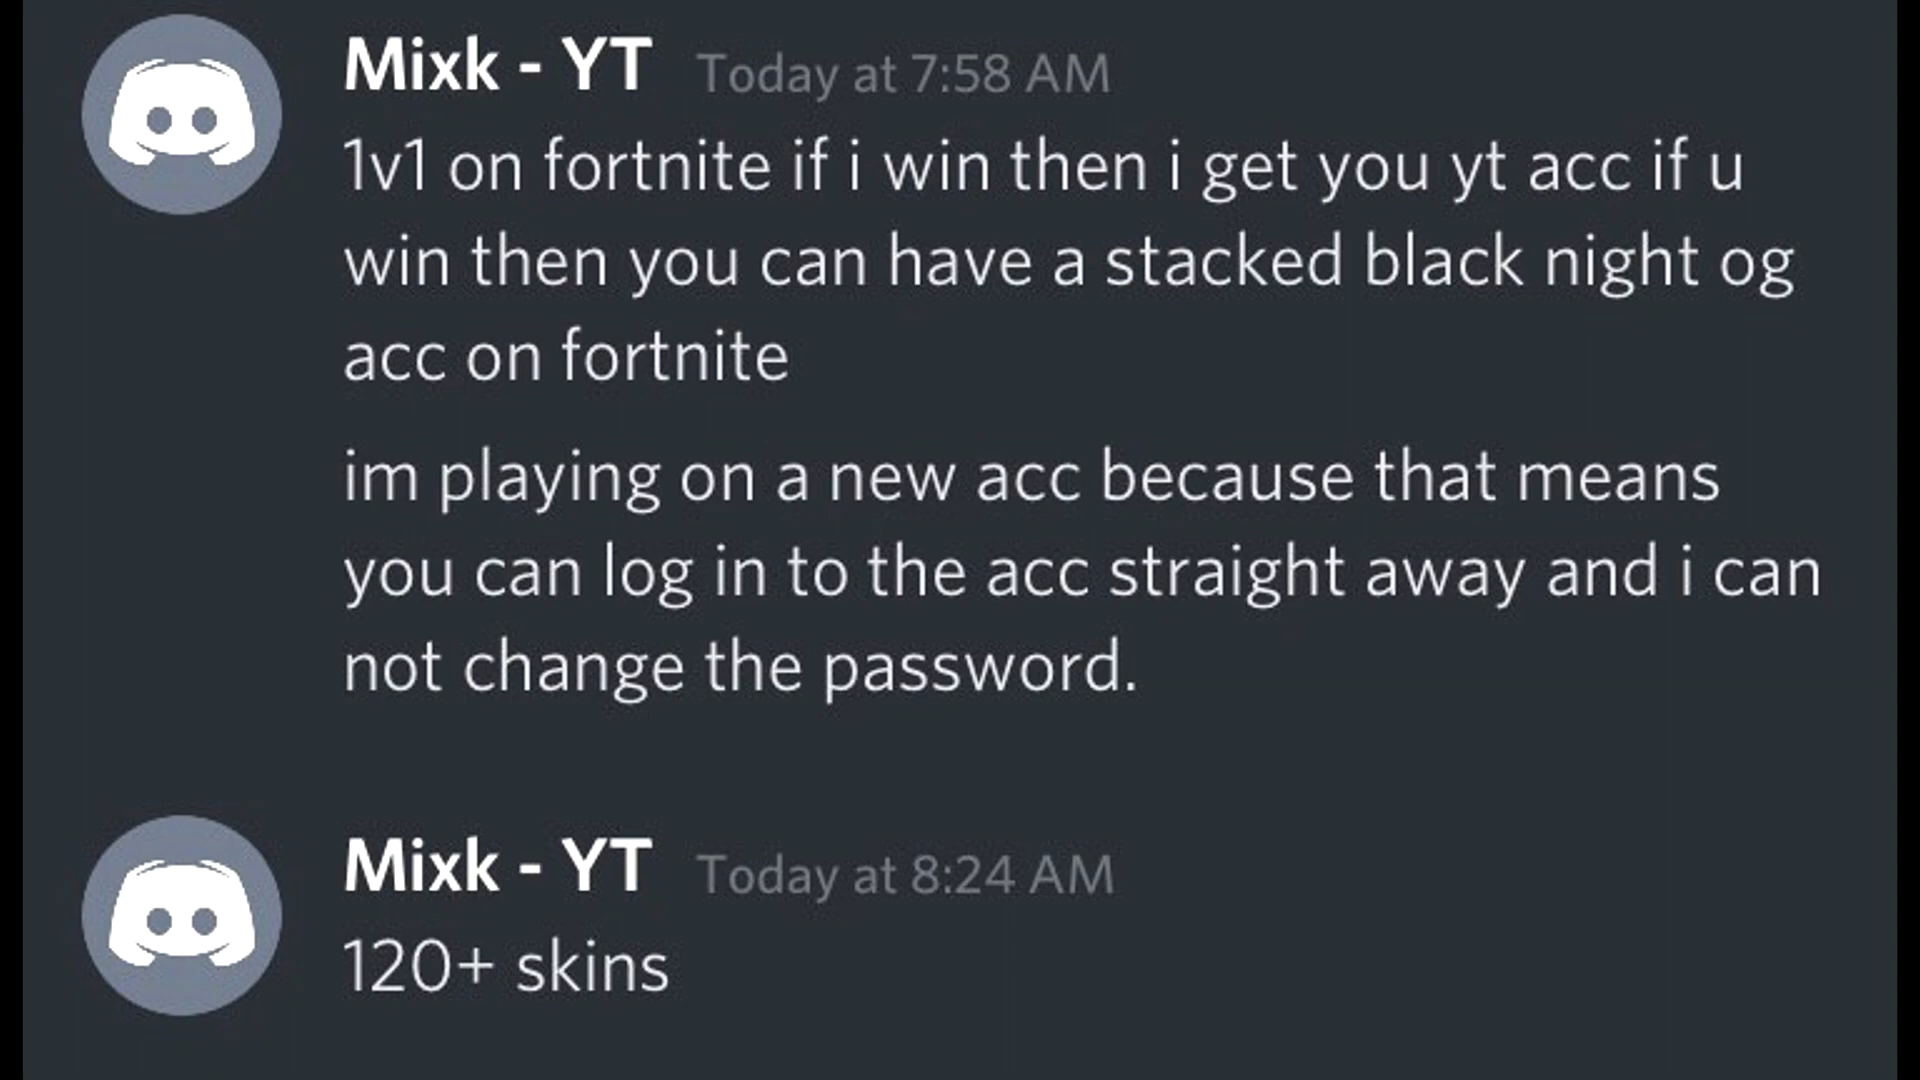 Mixk - YT Today at 7:58 AM
1v1 on fortnite if i win then i get you yt acc if u
win then you can have a stacked black night og
acc on fortnite
im playing on a new acc because that means
you can log in to the acc straight away and i can
not change the password.
Mixk - YT Today at 8:24 AM
120+ skins